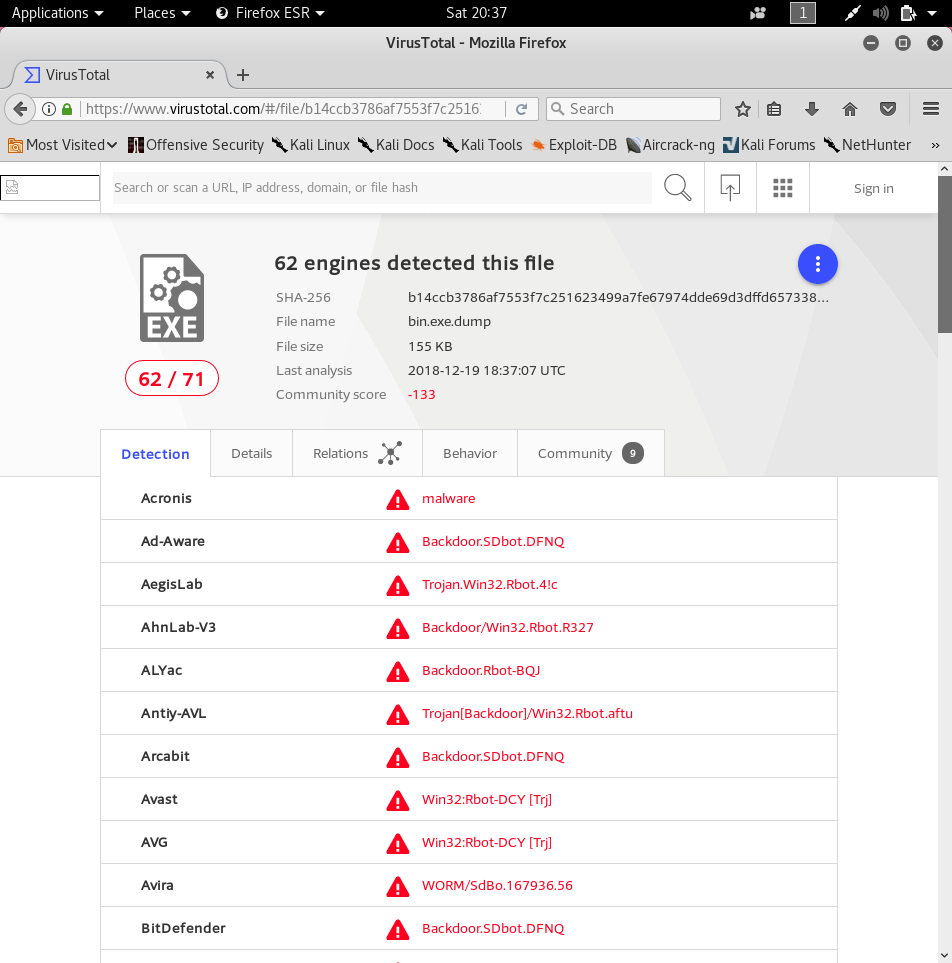 Applications Places Firefox ESR Sat 20:37 1
VirusTotal - Mozilla Firefox
VirusTotal
https://www.virustotal.com/#/file/b14ccb3786af7553f7c25161 Search
Most Visited Offensive Security Kali Linux Kali Docs Kali Tools Exploit-DB Aircrack-ng Kali Forums NetHunter »
Search or scan a URL, IP address, domain, or file hash Sign in
62 engines detected this file
EXE
SHA-256 b14ccb3786af7553f7c251623499a7fe67974dde69d3dffd657338...
File name bin.exe.dump
File size 155 KB
62 / 71
Last analysis 2018-12-19 18:37:07 UTC
Community score -133
Detection Details Relations Behavior Community 9
Acronis malware
Ad-Aware Backdoor.SDbot.DFNQ
AegisLab Trojan.Win32.Rbot.4!c
AhnLab-V3 Backdoor/Win32.Rbot.R327
ALYac Backdoor.Rbot-BQJ
Antiy-AVL Trojan[Backdoor]/Win32.Rbot.aftu
Arcabit Backdoor.SDbot.DFNQ
Avast Win32:Rbot-DCY [Trj]
AVG Win32:Rbot-DCY [Trj]
Avira WORM/SdBo.167936.56
BitDefender Backdoor.SDbot.DFNQ